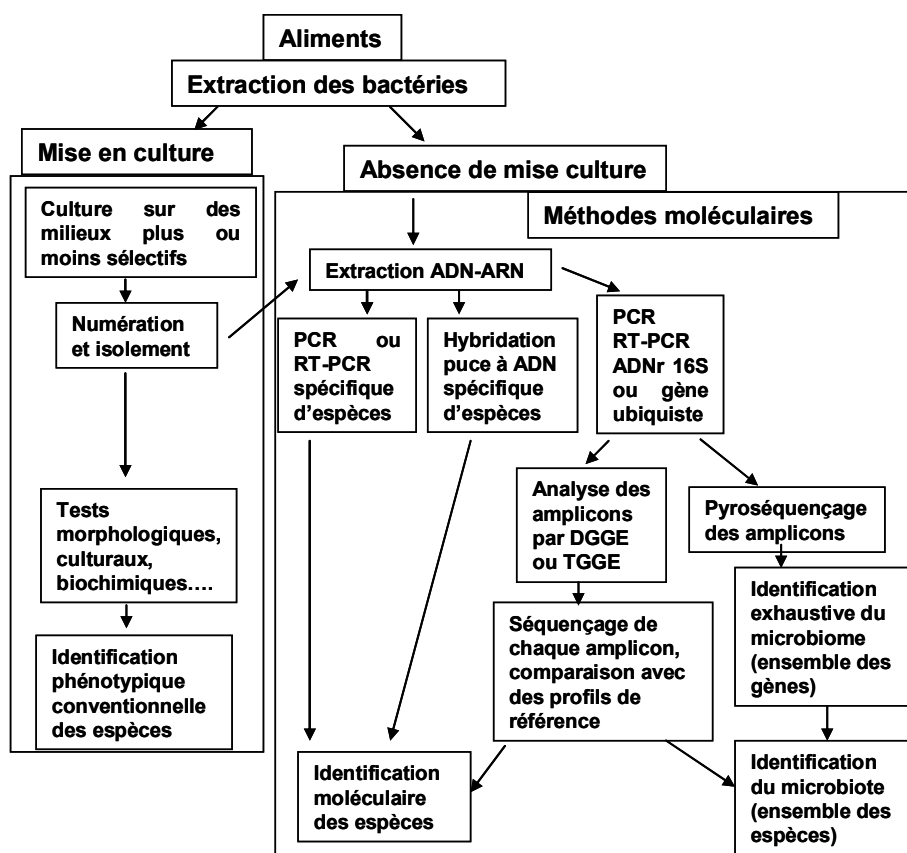 Aliments
Extraction des bactéries
Mise en culture
Absence de mise culture
Culture sur des
milieux plus ou
moins sélectifs
Numération
et isolement
Tests
morphologiques,
culturaux,
biochimiques....
Identification
phénotypique
conventionnelle
des espèces
Méthodes moléculaires
Extraction ADN-ARN
PCR ou
RT-PCR
spécifique
d'espèces
Hybridation
puce à ADN
spécifique
d'espèces
PCR
RT-PCR
ADNr 16S
ou gène
ubiquiste
Analyse des
amplicons
par DGGE
ou TGGE
Pyroséquençage
des amplicons
Séquençage de
chaque amplicon,
comparaison avec
des profils de
référence
Identification
exhaustive du
microbiome
(ensemble des
gènes)
Identification
moléculaire
des espèces
Identification
du microbiote
(ensemble des
espèces)